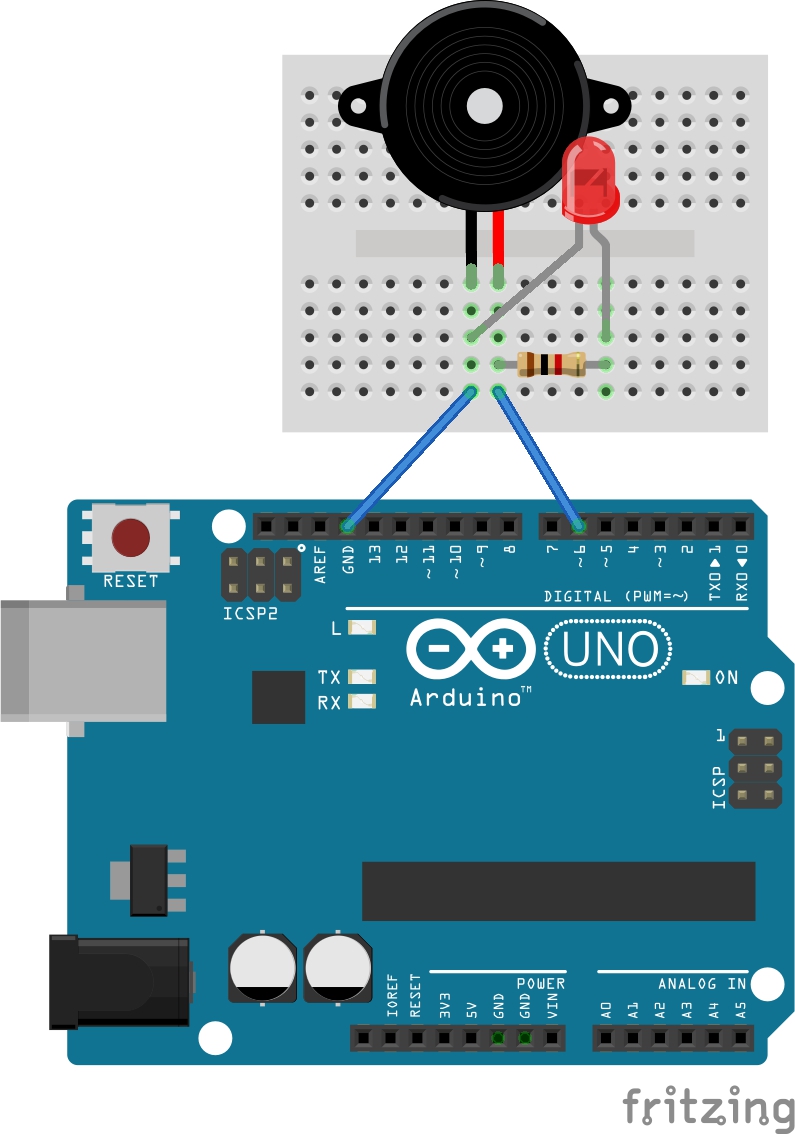 RESET
ICSP2
AREF
GND
13
12
~11
~10
~9
8
7
~6
~5
4
~3
2
TX0▶1
RX0◀0
DIGITAL (PWM=~)
L
TX
RX
Arduino™
UNO
ON
1
ICSP
IOREF
RESET
3V3
5V
GND
GND
VIN
POWER
ANALOG IN
A0
A1
A2
A3
A4
A5
fritzing